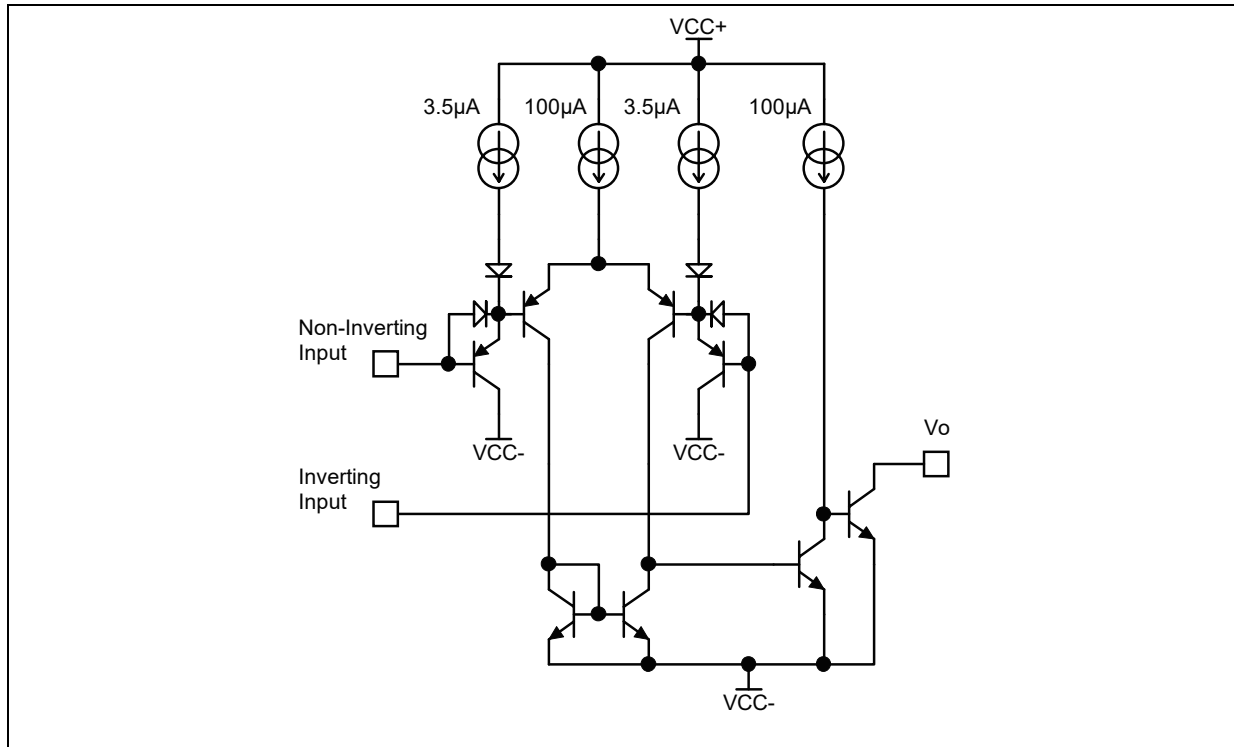 VCC+
3.5µA
100µA
3.5µA
100µA
Non-Inverting
Input
VCC-
VCC-
Vo
Inverting
Input
VCC-